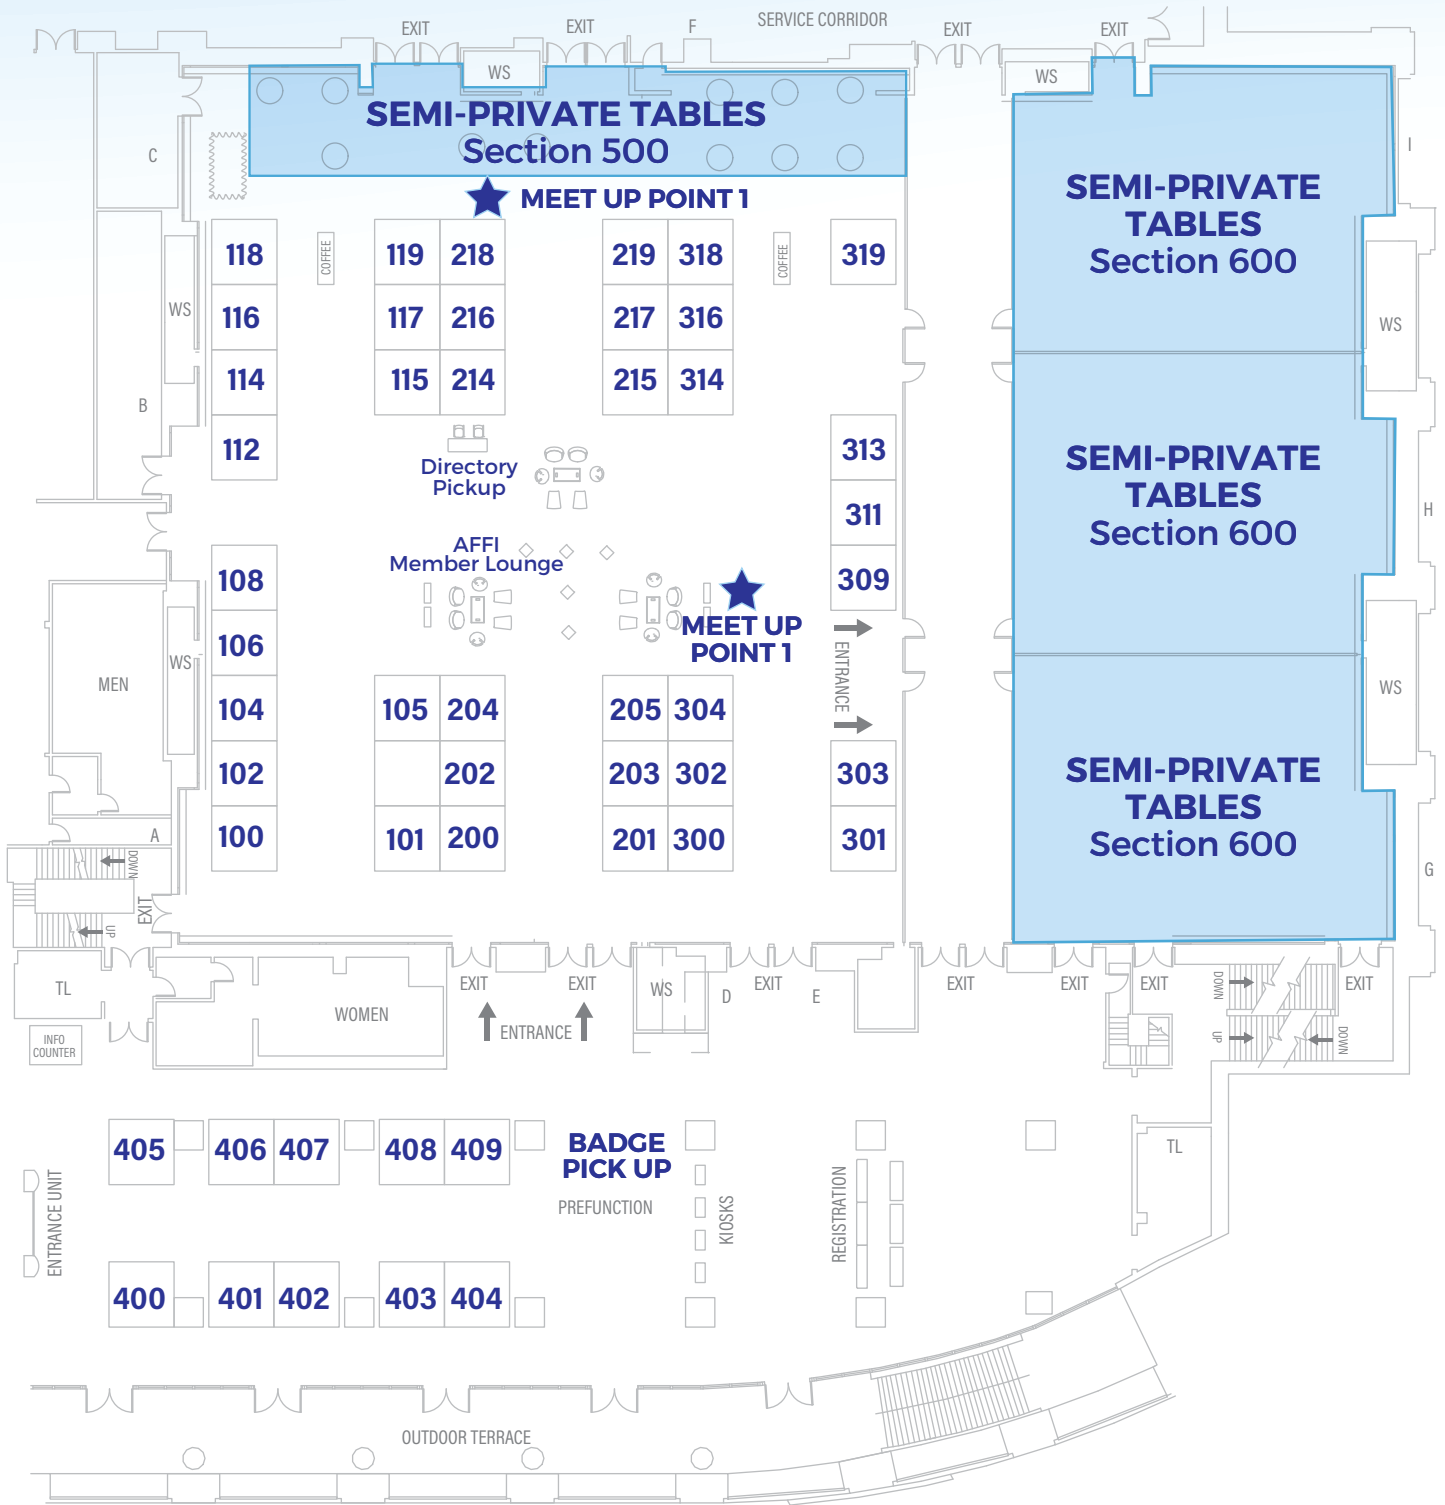 EXIT
EXIT
F
SERVICE CORRIDOR
EXIT
EXIT
WS
WS
SEMI-PRIVATE TABLES
Section 500
C
I
MEET UP POINT 1
SEMI-PRIVATE
TABLES
Section 600
118
COFFEE
119 218
219 318
COFFEE
319
WS
116
117 216
217 316
WS
114
115 214
215 314
B
112
Directory
Pickup
313
SEMI-PRIVATE
TABLES
Section 600
311
H
AFFI
Member Lounge
108
309
MEET UP
POINT 1
106
WS
ENTRANCE
MEN
WS
104
105 204
205 304
102
202
203 302
303
SEMI-PRIVATE
TABLES
Section 600
100
101 200
201 300
301
A
DOWN
G
EXIT
UP
TL
WOMEN
EXIT
EXIT
WS
D
EXIT
E
EXIT
EXIT
EXIT
DOWN
EXIT
ENTRANCE
INFO
COUNTER
UP
DOWN
405
406 407
408 409
BADGE
PICK UP
PREFUNCTION
TL
ENTRANCE UNIT
KIOSKS
REGISTRATION
400
401 402
403 404
OUTDOOR TERRACE